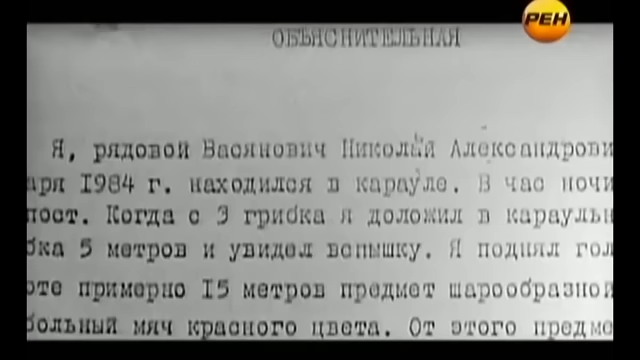 РЕН
ОБЪЯСНИТЕЛЬНАЯ
Я, рядовой Васянович Николай Александрови
аря 1984 г. находился в карауле. В час ночи
пост. Когда с 3 грибка я доложил в караульн
бка 5 метров и увидел вспышку. Я поднял гол
оте примерно 15 метров предмет шарообразной
больный мяч красного цвета. От этого предме